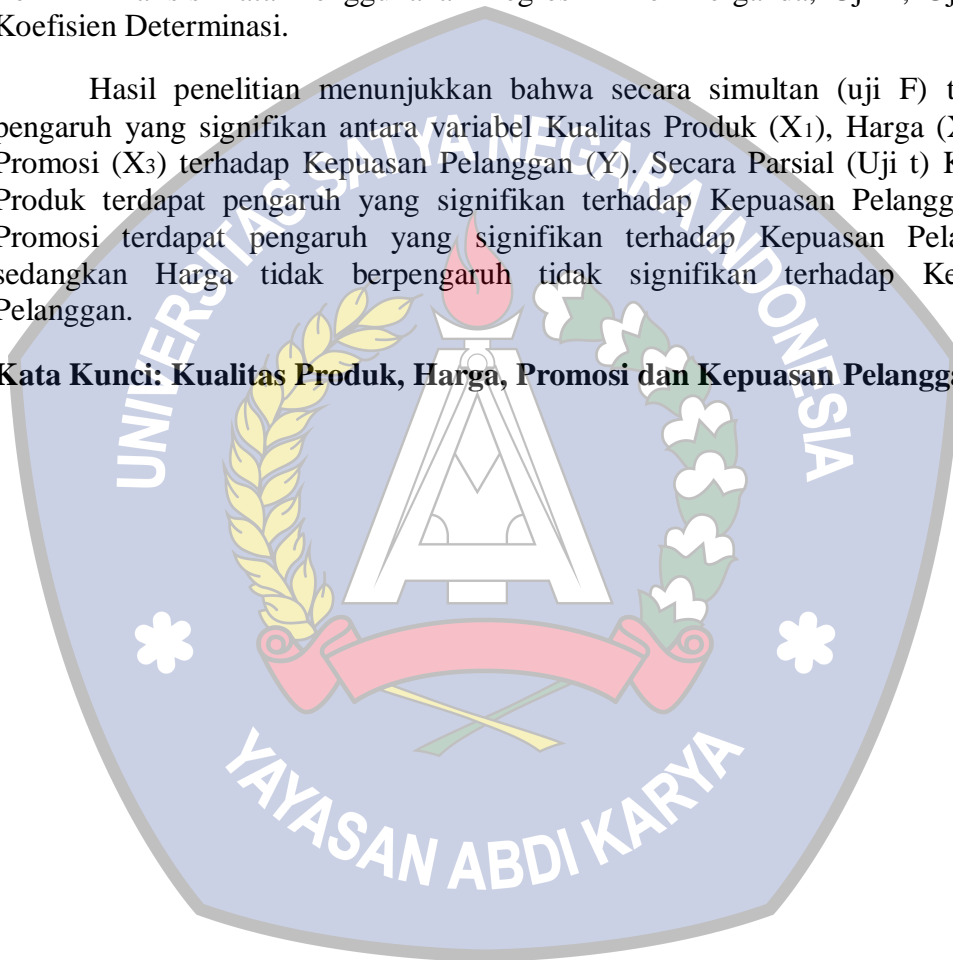 Koefisien Determinasi.
Hasil penelitian menunjukkan bahwa secara simultan (uji F) t
pengaruh yang signifikan antara variabel Kualitas Produk (X1), Harga (X
Promosi (X3) terhadap Kepuasan Pelanggan (Y). Secara Parsial (Uji t) K
Produk terdapat pengaruh yang signifikan terhadap Kepuasan Pelangg
Promosi terdapat pengaruh yang signifikan terhadap Kepuasan Pela
sedangkan Harga tidak berpengaruh tidak signifikan terhadap Ke
Pelanggan.
Kata Kunci: Kualitas Produk, Harga, Promosi dan Kepuasan Pelangga
UNIVERSITAS SATYA NEGARA INDONESIA
YAYASAN ABDI KARYA